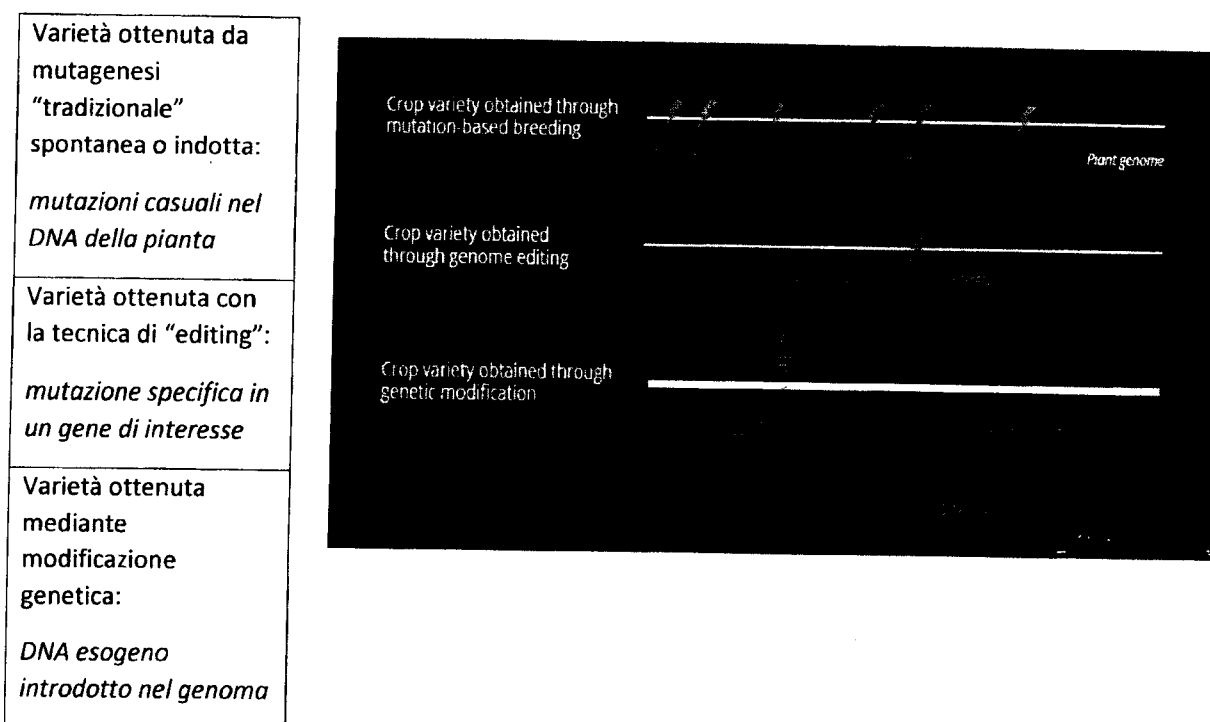 Varietà ottenuta da
mutagenesi
“tradizionale”
spontanea o indotta:
mutazioni casuali nel
DNA della pianta
Varietà ottenuta con
la tecnica di “editing”:
mutazione specifica in
un gene di interesse
Varietà ottenuta
mediante
modificazione
genetica:
DNA esogeno
introdotto nel genoma
Crop variety obtained through
mutation-based breeding
Plant genome
Crop variety obtained
through genome editing
Crop variety obtained through
genetic modification